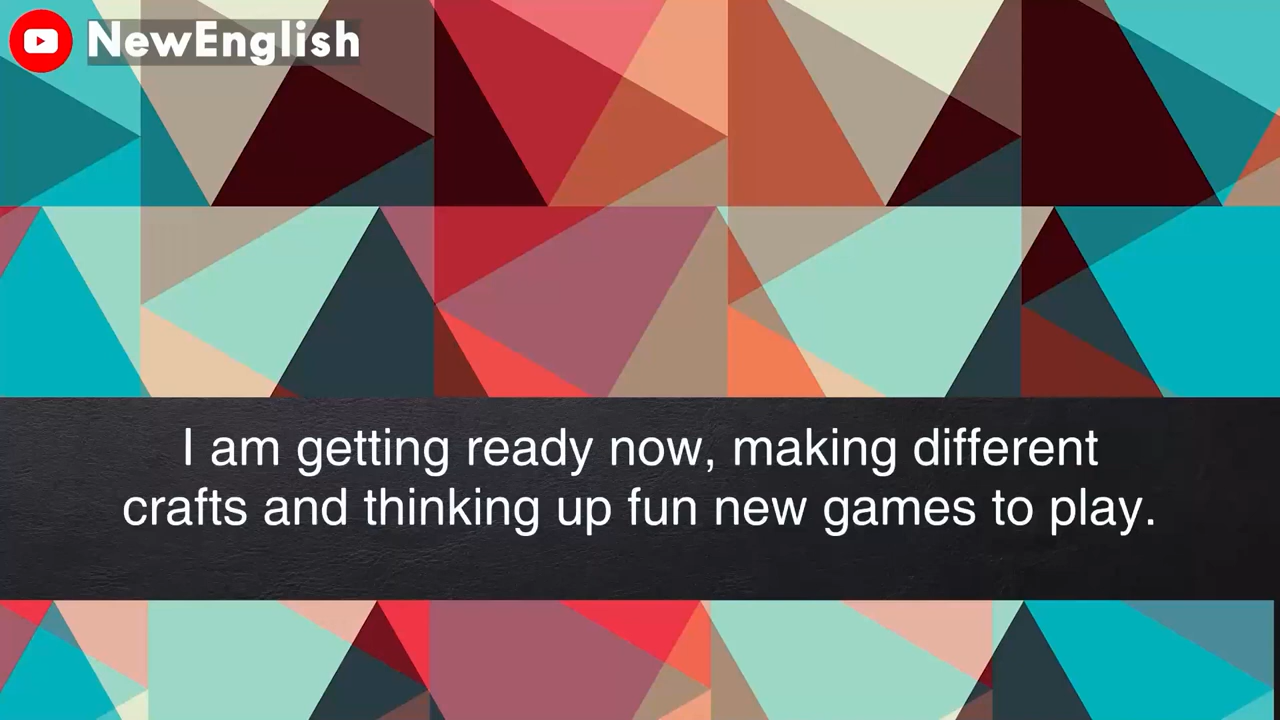 NewEnglish
I am getting ready now, making different
crafts and thinking up fun new games to play.